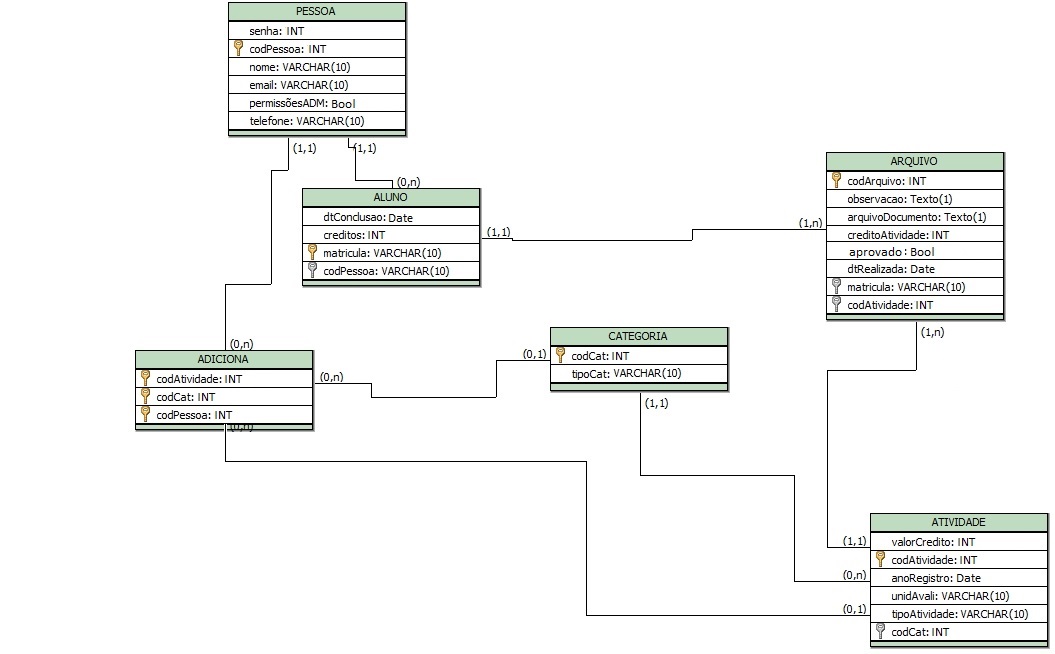 PESSOA
senha: INT
codPessoa: INT
nome: VARCHAR(10)
email: VARCHAR(10)
permissõesADM: Bool
telefone: VARCHAR(10)
(1,1)
(1,1)
(0,n)
ALUNO
dtConclusao: Date
creditos: INT
matricula: VARCHAR(10)
codPessoa: VARCHAR(10)
(1,1)
(1,n)
ARQUIVO
codArquivo: INT
observacao: Texto(1)
arquivoDocumento: Texto(1)
creditoAtividade: INT
aprovado: Bool
dtRealizada: Date
matricula: VARCHAR(10)
codAtividade: INT
(1,n)
(0,n)
ADICIONA
codAtividade: INT
codCat: INT
codPessoa: INT
(0,n)
(0,n)
(0,1)
CATEGORIA
codCat: INT
tipoCat: VARCHAR(10)
(1,1)
(1,1)
(0,n)
(0,1)
ATIVIDADE
valorCredito: INT
codAtividade: INT
anoRegistro: Date
unidAvali: VARCHAR(10)
tipoAtividade: VARCHAR(10)
codCat: INT